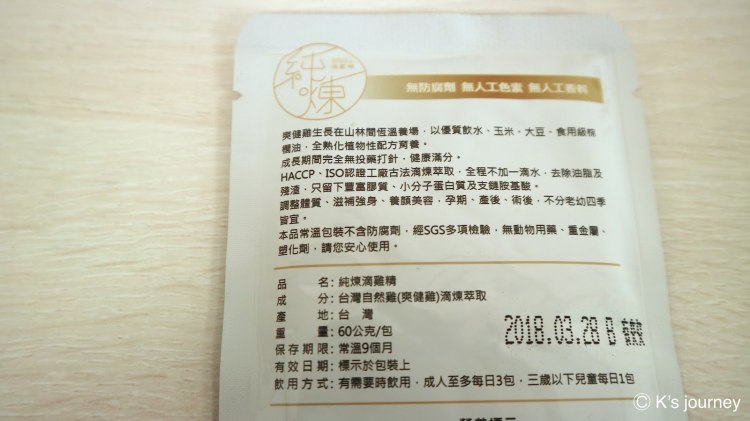 純煉
無防腐劑 無人工色素 無人工香料
爽健雞生長在山林間恆溫養場，以優質飲水、玉米、大豆、食用級棕
櫚油，全熟化植物性配方育養。
成長期間完全無投藥打針，健康滿分。
HACCP、ISO認證工廠古法滴煉萃取，全程不加一滴水，去除油脂及
殘渣，只留下豐富膠質、小分子蛋白質及支鏈胺基酸。
調整體質、滋補強身、養顏美容，孕期、產後、術後，不分老幼四季
皆宜。
本品常溫包裝不含防腐劑，經SGS多項檢驗，無動物用藥、重金屬、
塑化劑，請您安心使用。
品　　名：純煉滴雞精
成　　分：台灣自然雞(爽健雞)滴煉萃取
產　　地：台　灣
重　　量：60公克/包
2018.03.28 B 有效
保存期限：常溫9個月
有效日期：標示於包裝上
飲用方式：有需要時飲用，成人至多每日3包，三歲以下兒童每日1包
© K's journey